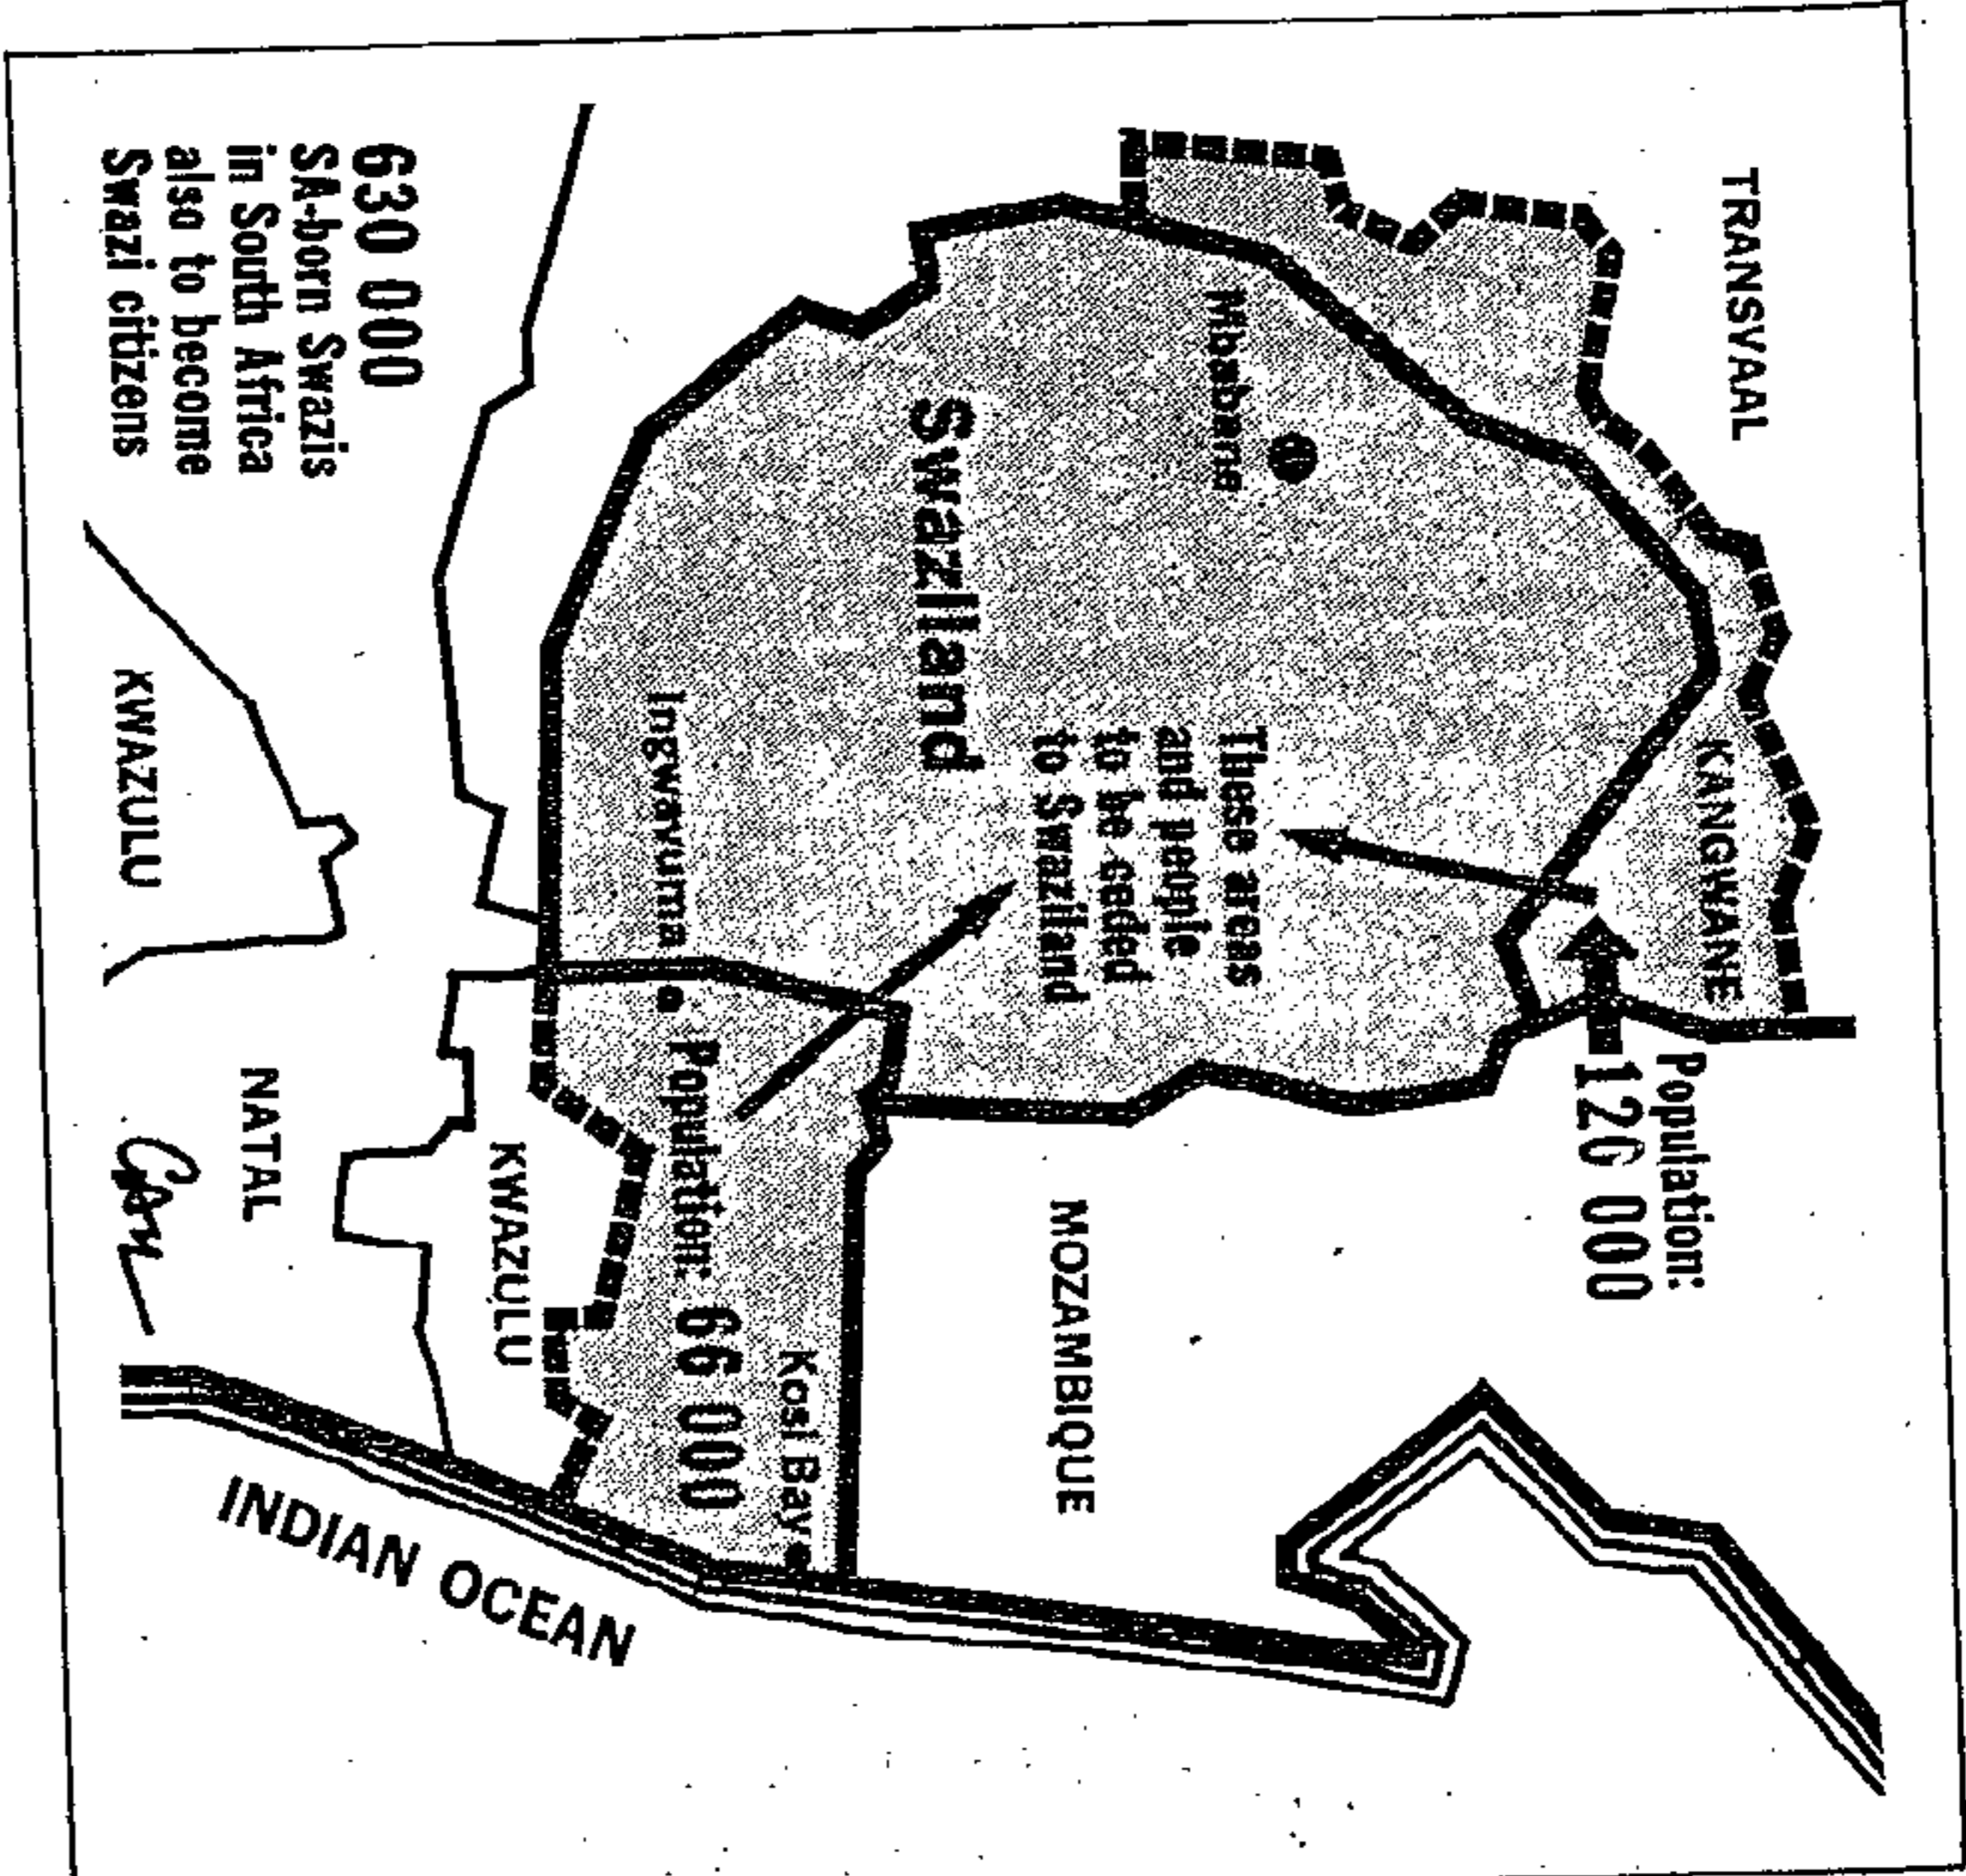 TRANSVAAL
KANGWANE
Population:
126 000
Mbabane
These areas
and people
to be ceded
to Swaziland
Swaziland
MOZAMBIQUE
Kosi Bay
Ingwavuma
Population: 66 000
KWAZULU
630 000
SA-born Swazis
in South Africa
also to become
Swazi citizens
KWAZULU
NATAL
INDIAN OCEAN